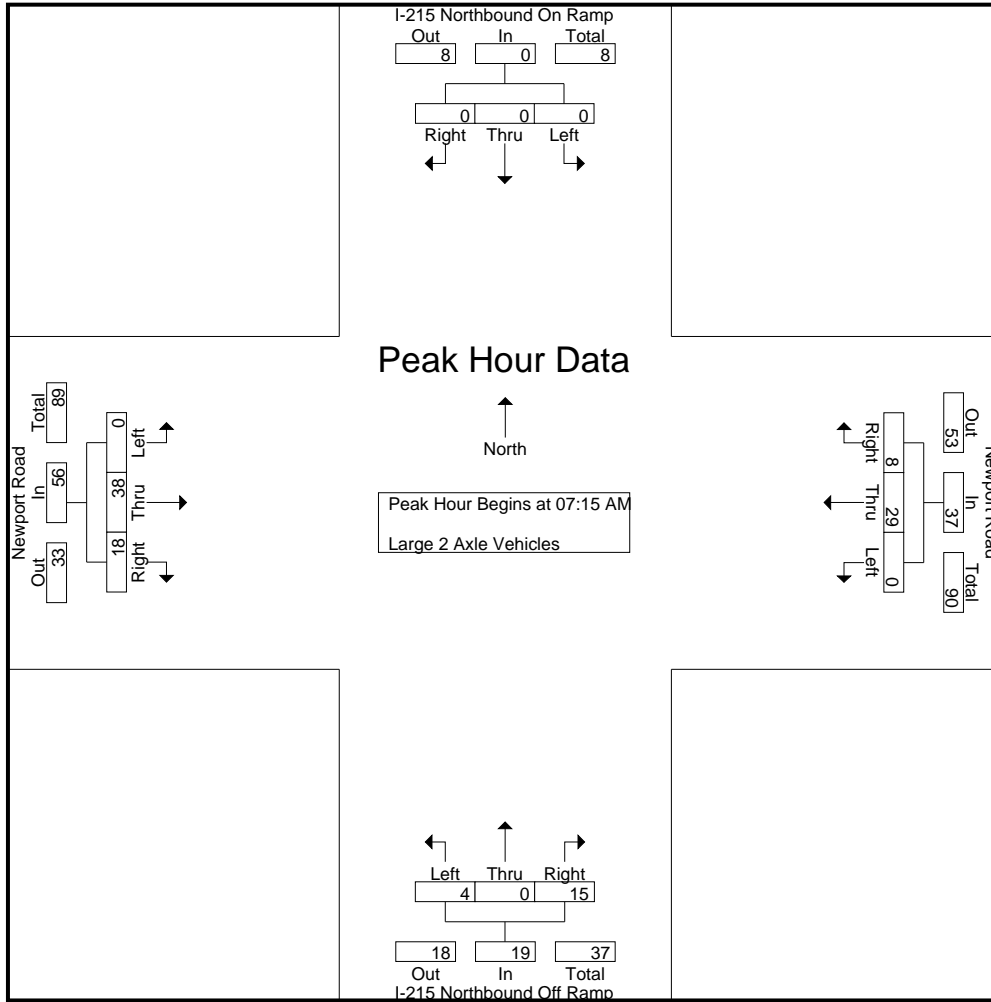 I-215 Northbound On Ramp
Out In Total
8 0 8
0 0 0
Right Thru Left
Peak Hour Data
North
Peak Hour Begins at 07:15 AM
Large 2 Axle Vehicles
Newport Road
Out In Total
33 56 89
18 38 0
Right Thru Left
Newport Road
Out In Total
53 37 90
8 29 0
Right Thru Left
Left Thru Right
4 0 15
18 19 37
Out In Total
I-215 Northbound Off Ramp